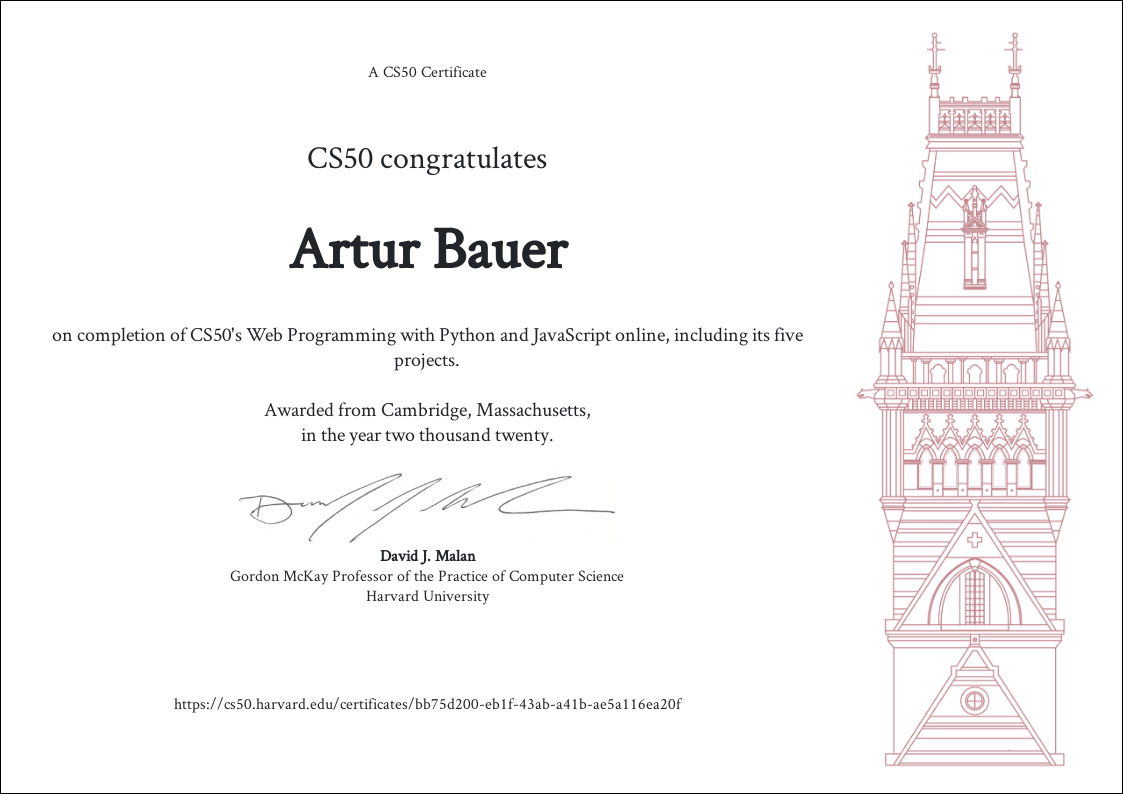 A CS50 Certificate
CS50 congratulates
Artur Bauer
on completion of CS50's Web Programming with Python and JavaScript online, including its five
projects.
Awarded from Cambridge, Massachusetts,
in the year two thousand twenty.
David J. Malan
Gordon McKay Professor of the Practice of Computer Science
Harvard University
https://cs50.harvard.edu/certificates/bb75d200-eb1f-43ab-a41b-ae5a116ea20f